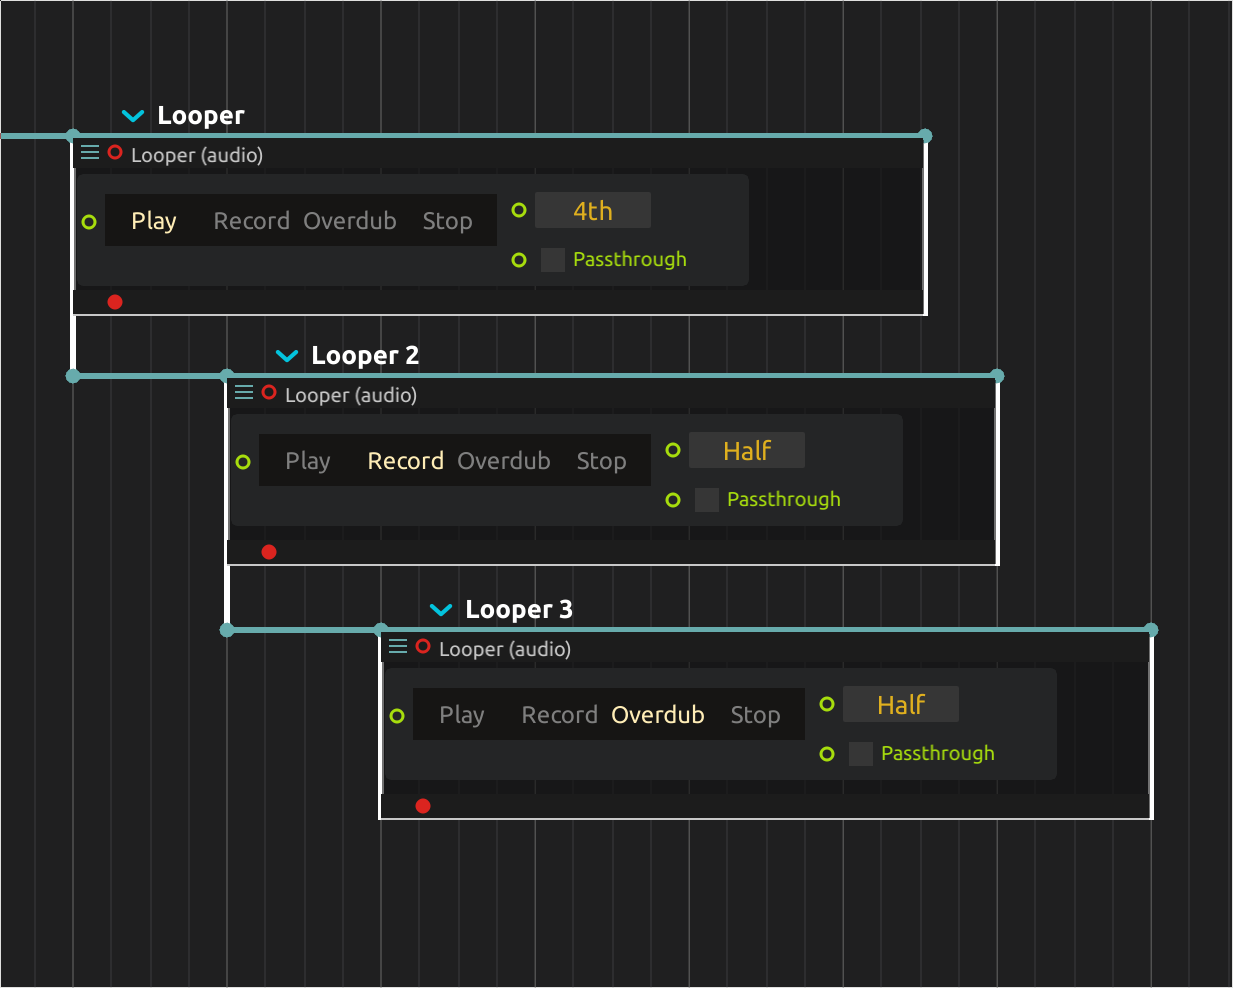 Looper
Looper (audio)
Play Record Overdub Stop 4th
Passthrough
Looper 2
Looper (audio)
Play Record Overdub Stop Half
Passthrough
Looper 3
Looper (audio)
Play Record Overdub Stop Half
Passthrough